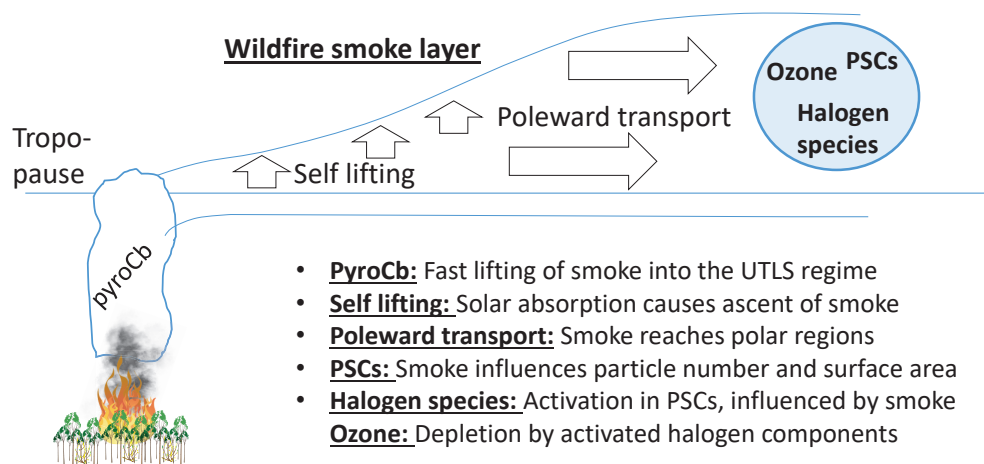 Wildfire smoke layer
Ozone PSCs
Halogen
species
Poleward transport
Tropo-
pause
Self lifting
pyroCb
• PyroCb: Fast lifting of smoke into the UTLS regime
• Self lifting: Solar absorption causes ascent of smoke
• Poleward transport: Smoke reaches polar regions
• PSCs: Smoke influences particle number and surface area
• Halogen species: Activation in PSCs, influenced by smoke
Ozone: Depletion by activated halogen components